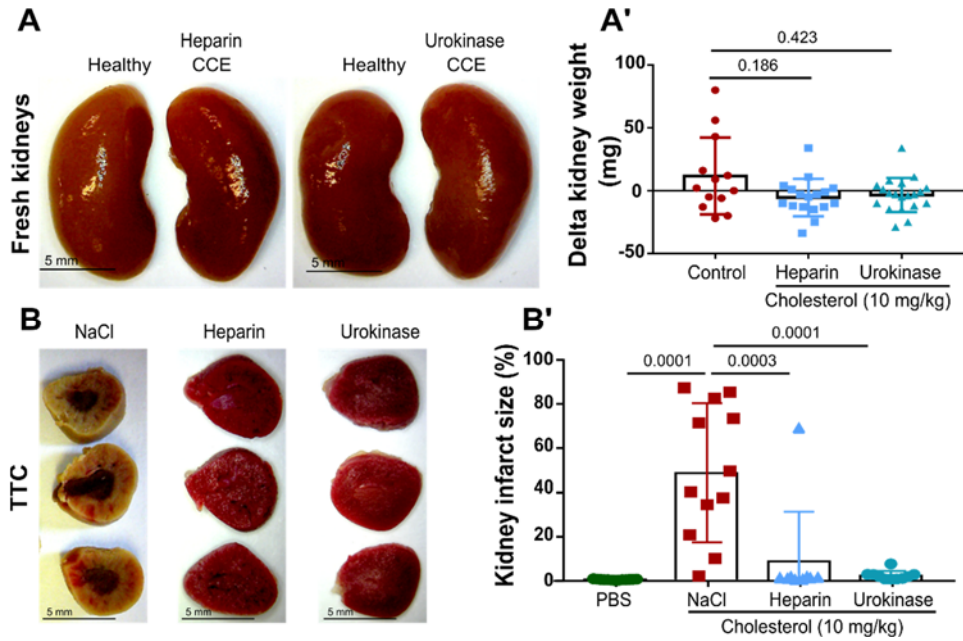 A
Healthy
Heparin
CCE
Healthy
Urokinase
CCE
Fresh kidneys
5 mm
5 mm
A'
0.423
0.186
Delta kidney weight
(mg)
100
50
0
-50
Control
Heparin
Urokinase
Cholesterol (10 mg/kg)
B
NaCl
Heparin
Urokinase
TTC
5 mm
5 mm
5 mm
B'
0.0001
0.0001
0.0003
Kidney infarct size (%)
100
80
60
40
20
0
PBS
NaCl
Heparin
Urokinase
Cholesterol (10 mg/kg)